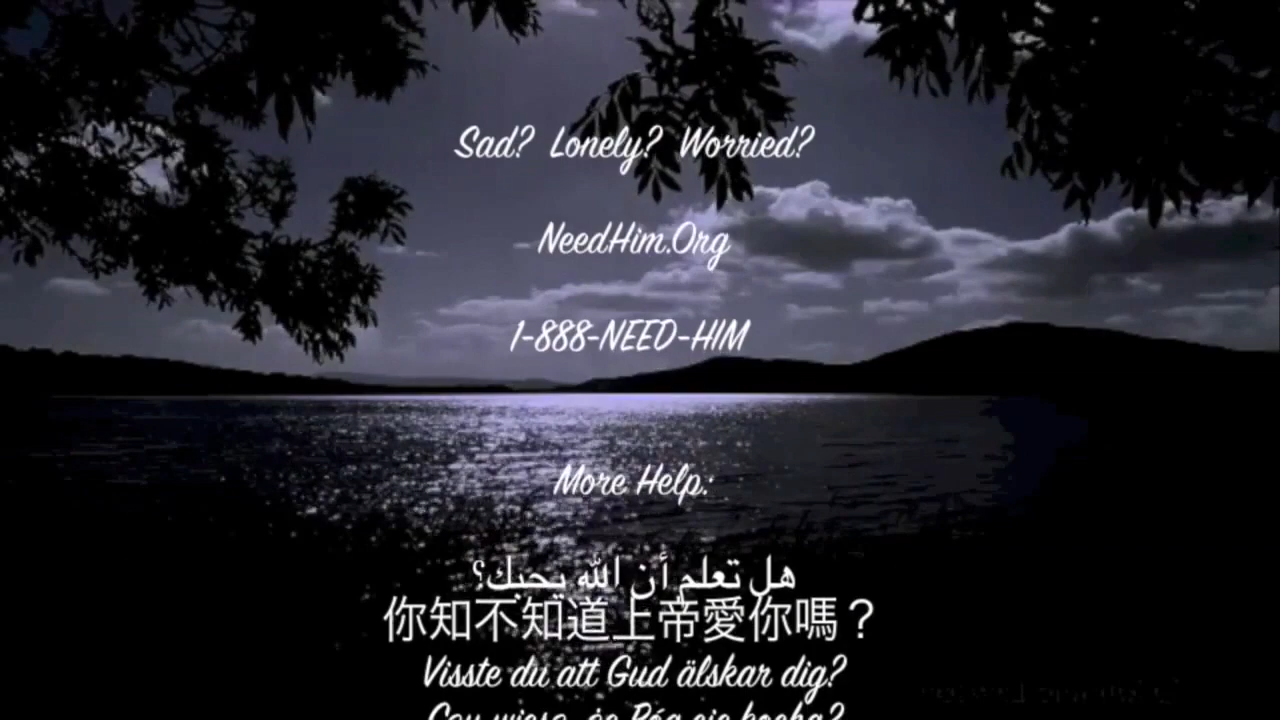 Sad? Lonely? Worried?
NeedHim.Org
1-888-NEED-HIM
More Help:
هل تعلم أن الله يحبك؟
你知不知道上帝愛你嗎？
Visste du att Gud älskar dig?